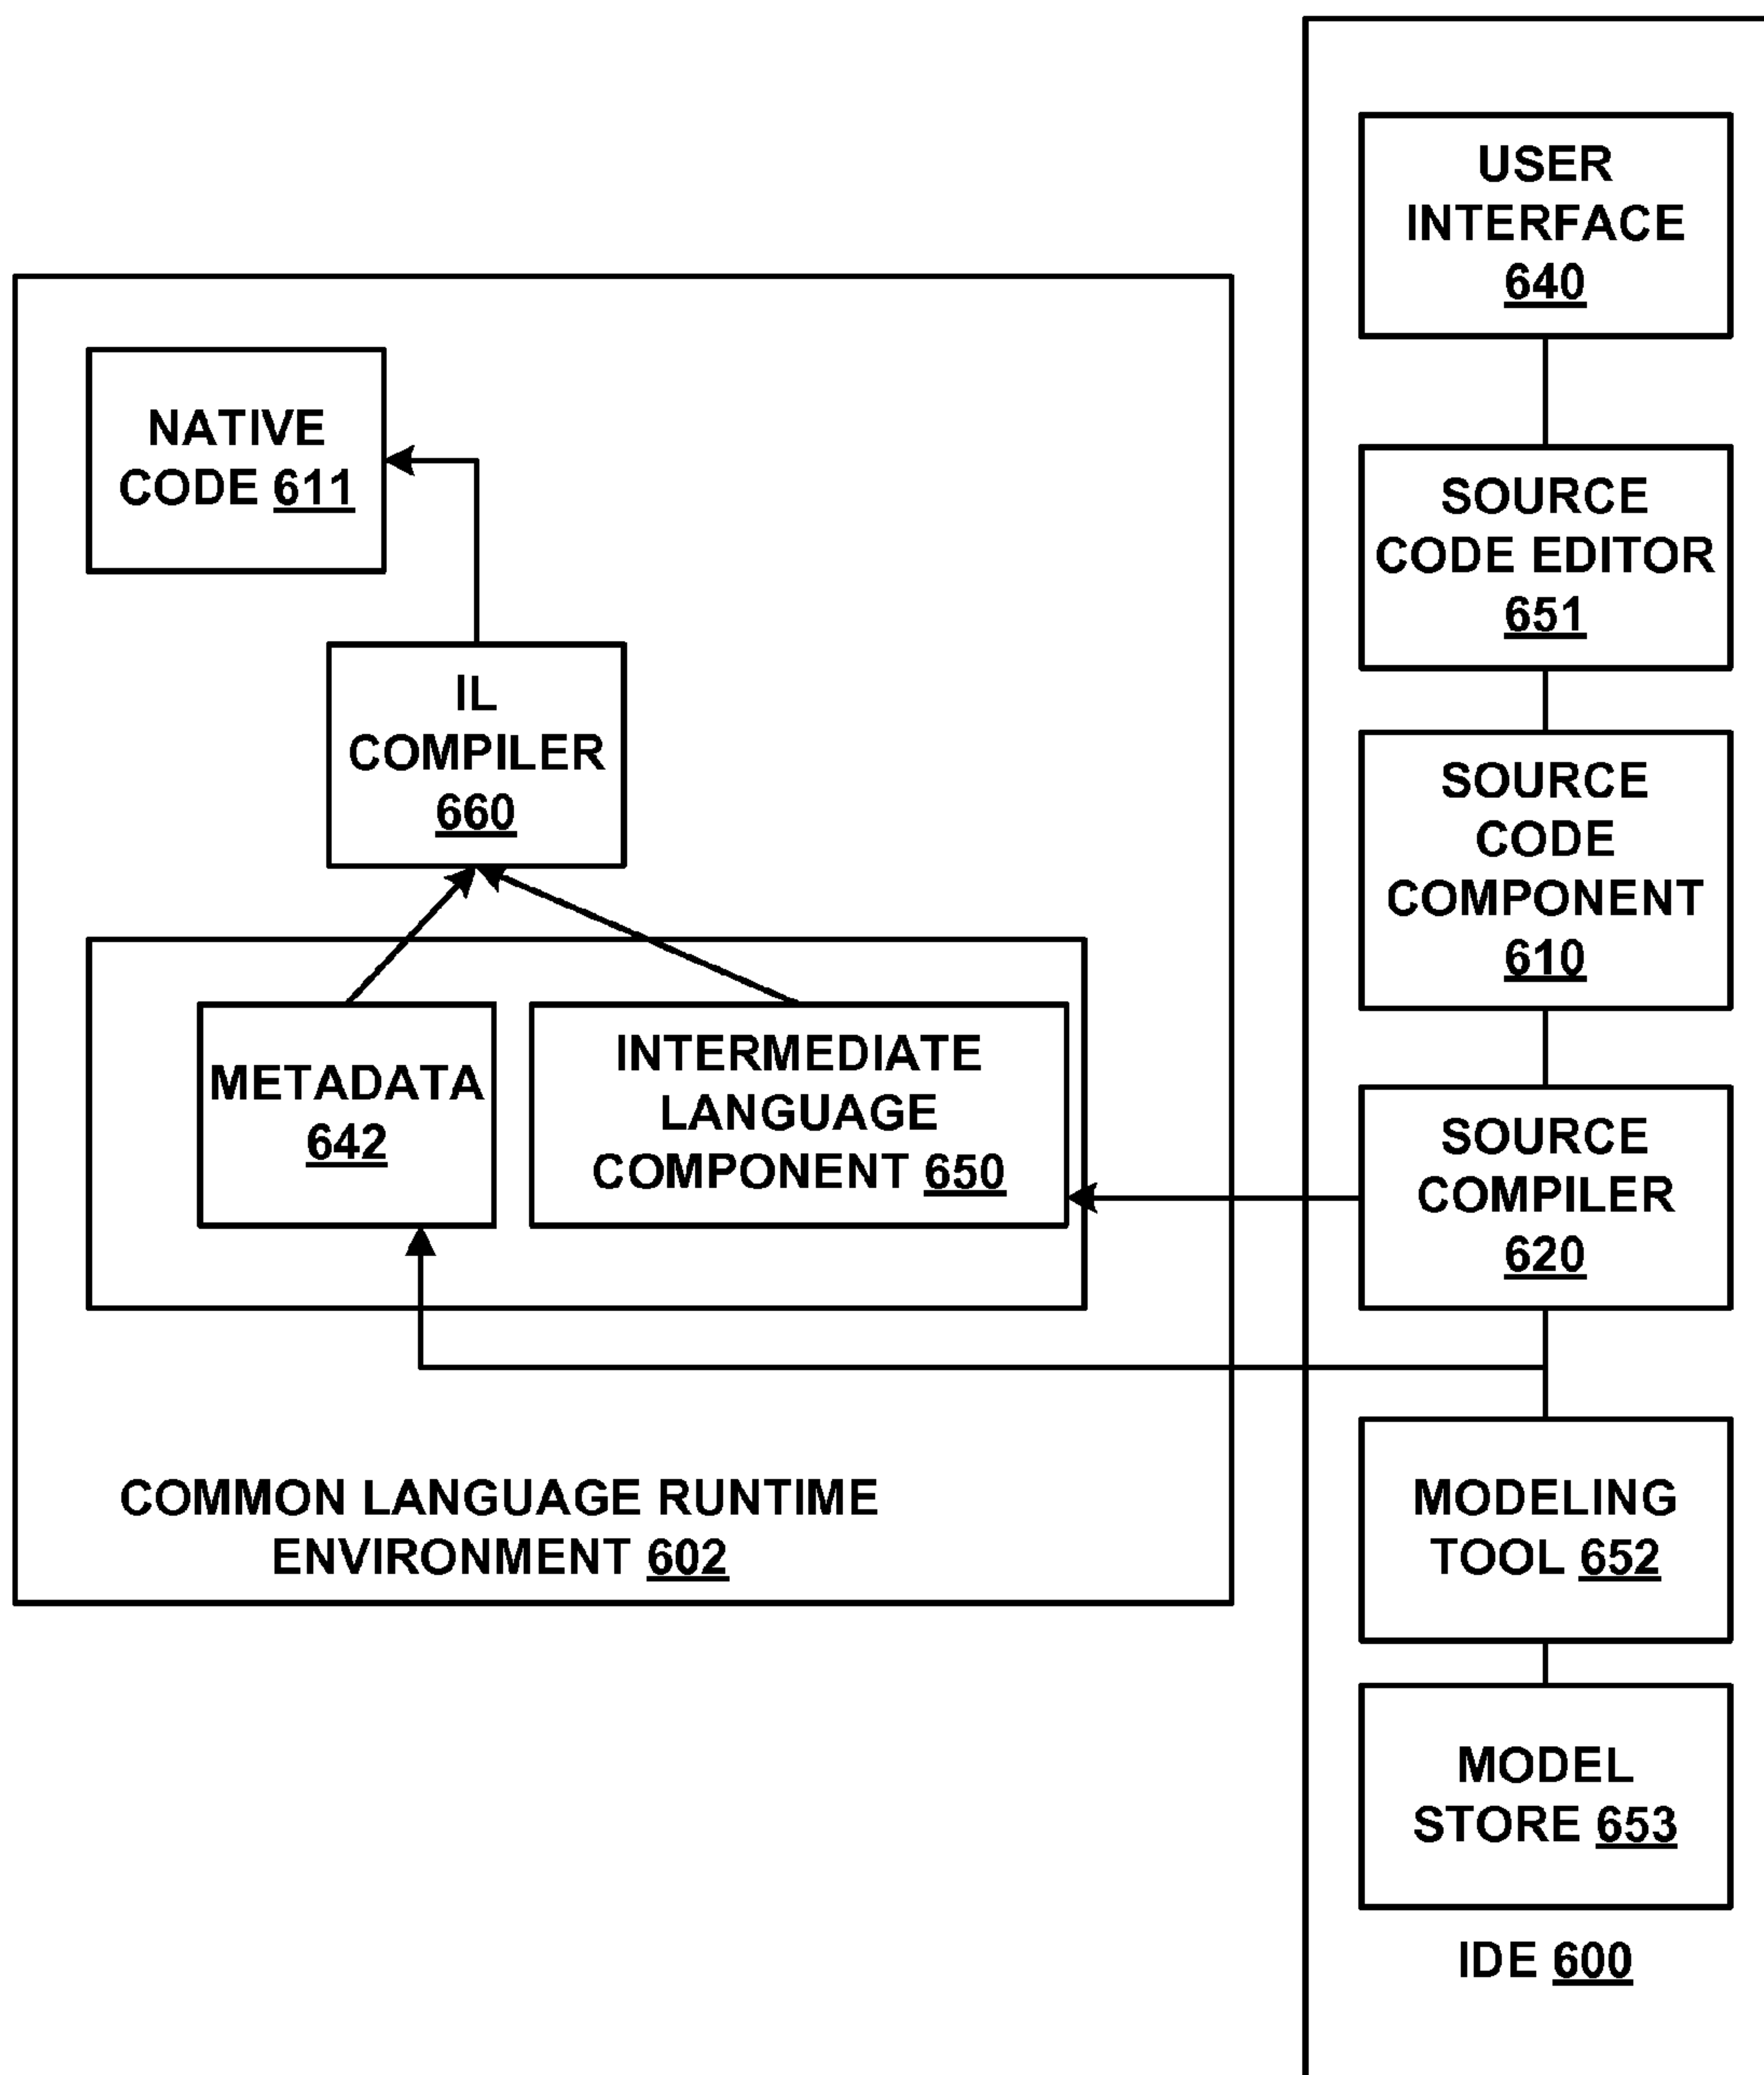 USER
INTERFACE
640
NATIVE
CODE 611
SOURCE
CODE EDITOR
651
IL
COMPILER
660
SOURCE
CODE
COMPONENT
610
METADATA
642
INTERMEDIATE
LANGUAGE
COMPONENT 650
SOURCE
COMPILER
620
COMMON LANGUAGE RUNTIME
ENVIRONMENT 602
MODELING
TOOL 652
MODEL
STORE 653
IDE 600